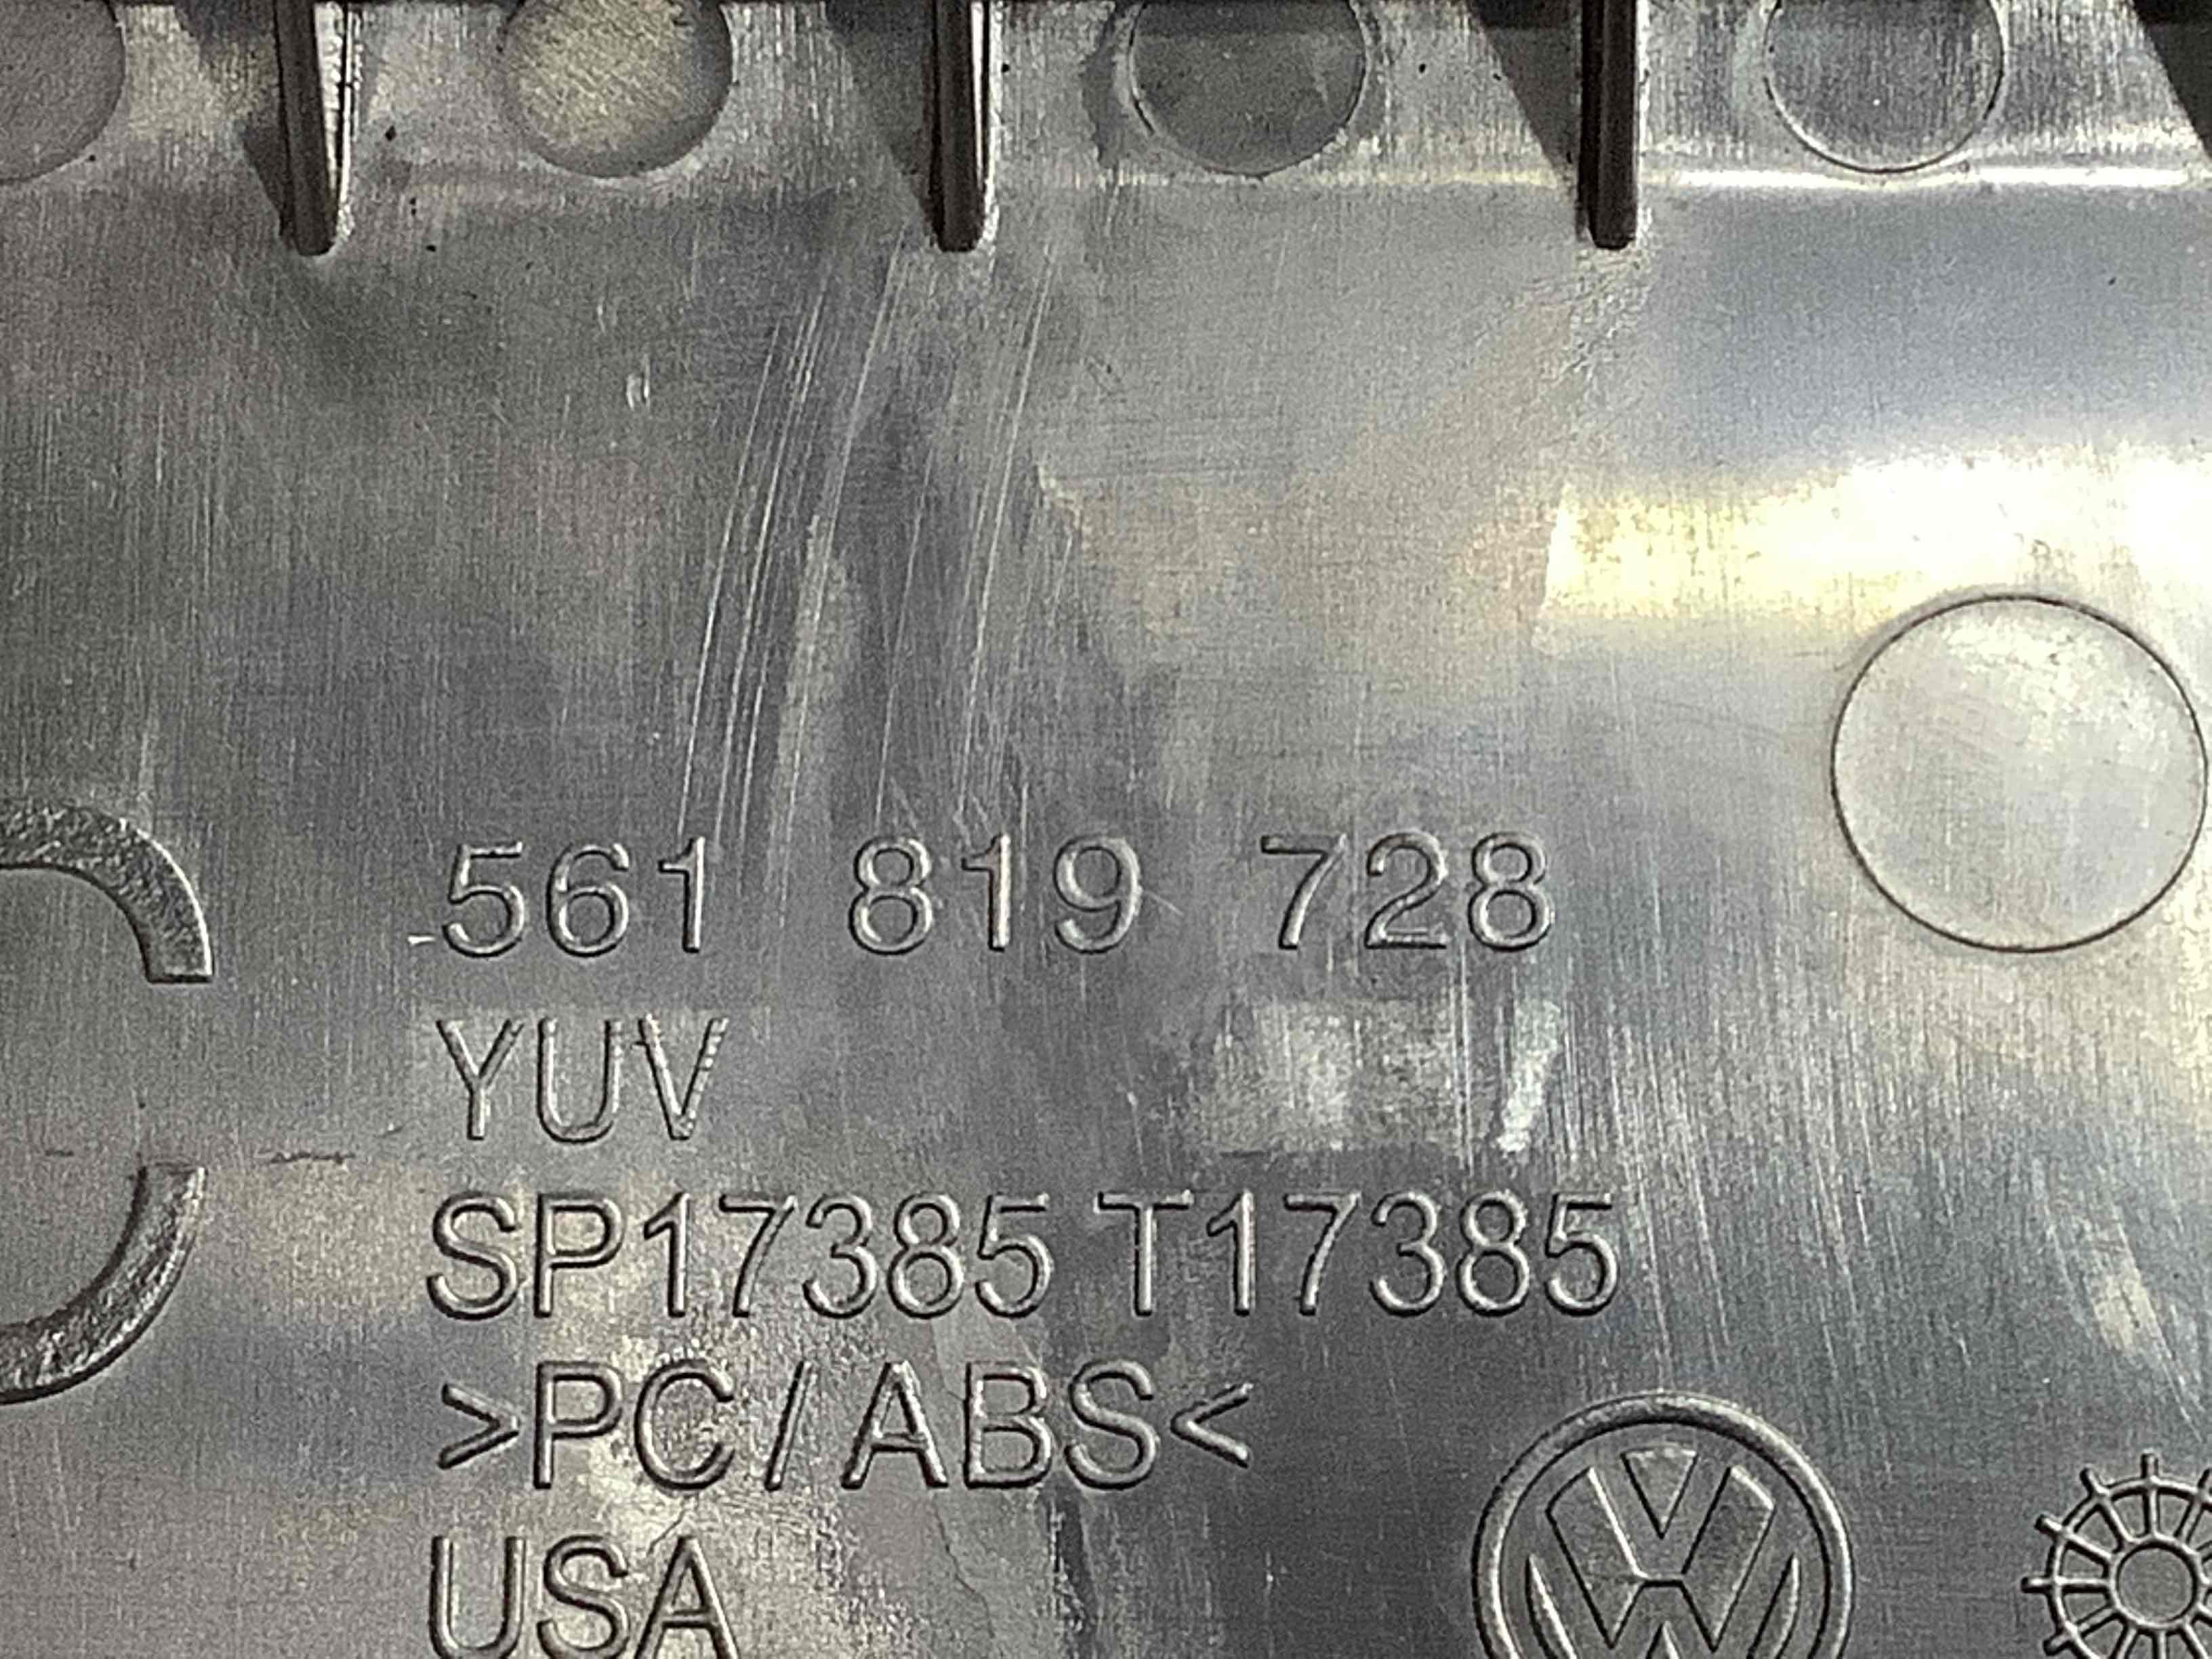 561 819 728
YUV
SP17385 T17385
>PC/ABS<
USA